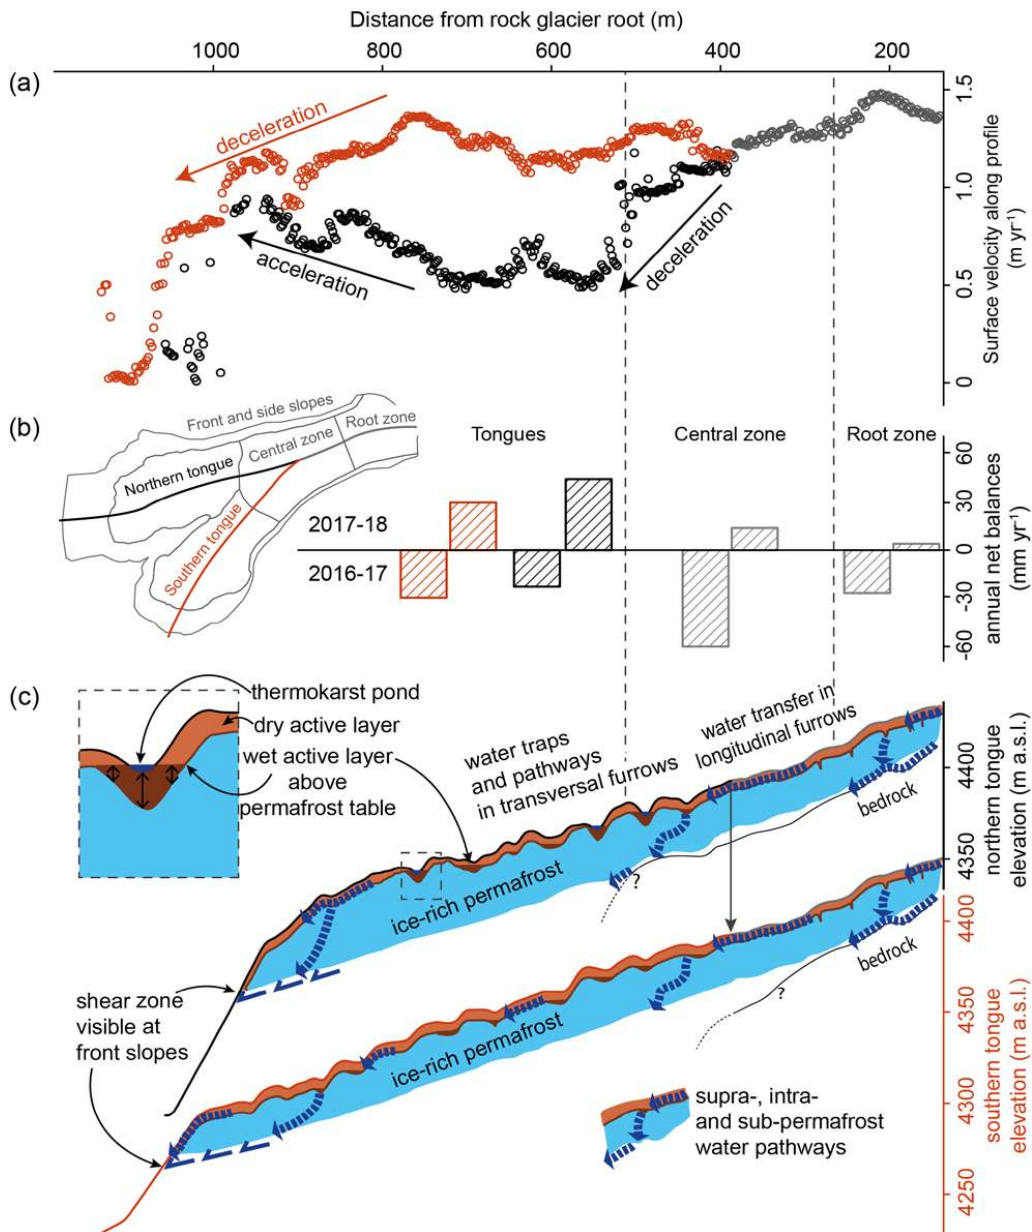 Distance from rock glacier root (m)
1000
800
600
400
200
(a)
deceleration
acceleration
deceleration
1.5
1.0
0.5
0
Surface velocity along profile
(m yr⁻¹)
(b)
Front and side slopes
Root zone
Central zone
Northern tongue
Southern tongue
Tongues
Central zone
Root zone
2017-18
2016-17
60
30
0
-30
-60
annual net balances
(mm yr⁻¹)
(c)
thermokarst pond
dry active layer
wet active layer
above
permafrost table
water traps
and pathways
in transversal furrows
water transfer in
longitudinal furrows
bedrock
?
ice-rich permafrost
4400
4350
northern tongue
elevation (m a.s.l.)
bedrock
?
ice-rich permafrost
shear zone
visible at
front slopes
supra-, intra-
and sub-permafrost
water pathways
4400
4350
4300
4250
southern tongue
elevation (m a.s.l.)